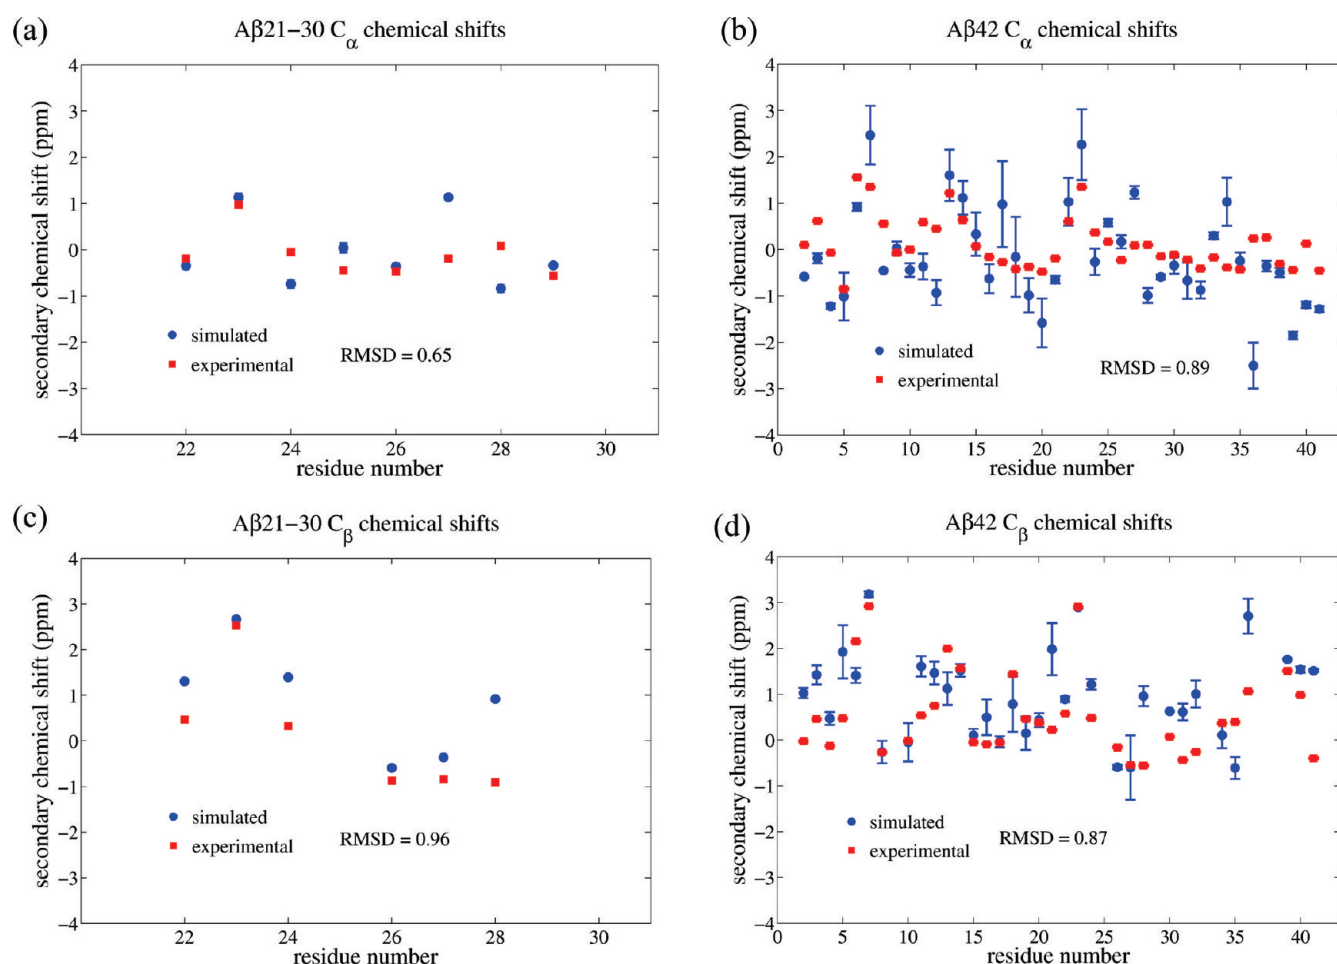 (a)
Aβ21−30 Cα chemical shifts
secondary chemical shift (ppm)
4
3
2
1
0
−1
−2
−3
−4
simulated
experimental
RMSD = 0.65
22 24 26 28 30
residue number
(b)
Aβ42 Cα chemical shifts
secondary chemical shift (ppm)
4
3
2
1
0
−1
−2
−3
−4
simulated
experimental
RMSD = 0.89
0 5 10 15 20 25 30 35 40
residue number
(c)
Aβ21−30 Cβ chemical shifts
secondary chemical shift (ppm)
4
3
2
1
0
−1
−2
−3
−4
simulated
experimental
RMSD = 0.96
22 24 26 28 30
residue number
(d)
Aβ42 Cβ chemical shifts
secondary chemical shift (ppm)
4
3
2
1
0
−1
−2
−3
−4
simulated
experimental
RMSD = 0.87
0 5 10 15 20 25 30 35 40
residue number